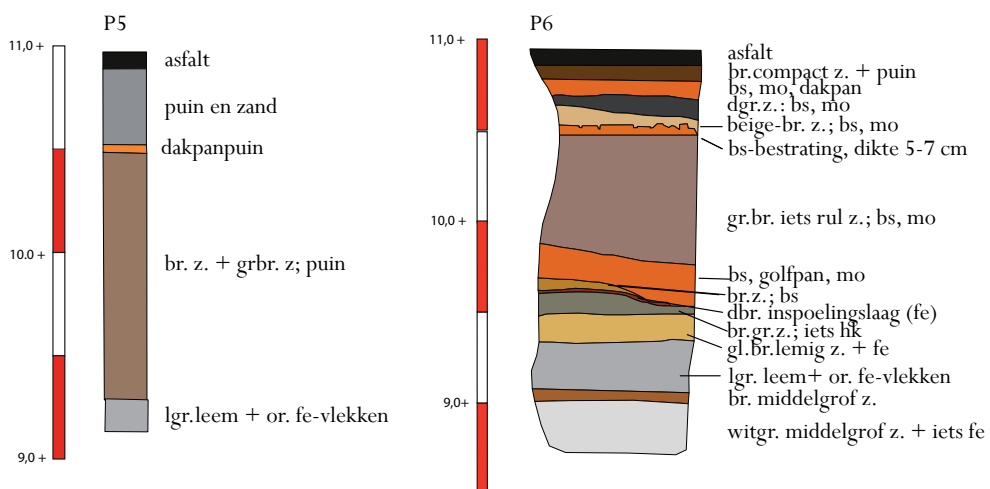 P5
11,0 +
asfalt
puin en zand
dakpanpuin
10.0 +
br. z. + grbr. z; puin
lgr.leem + or. fe-vlekken
9,0 +
P6
11,0 +
asfalt
br.compact z. + puin
bs, mo, dakpan
dgr.z.: bs, mo
beige-br. z.; bs, mo
bs-bestrating, dikte 5-7 cm
10,0 +
gr.br. iets rul z.; bs, mo
bs, golfpan, mo
br.z.; bs
dbr. inspoelingslaag (fe)
br.gr.z.; iets hk
gl.br.lemig z. + fe
lgr. leem+ or. fe-vlekken
br. middelgrof z.
9,0+
witgr. middelgrof z. + iets fe